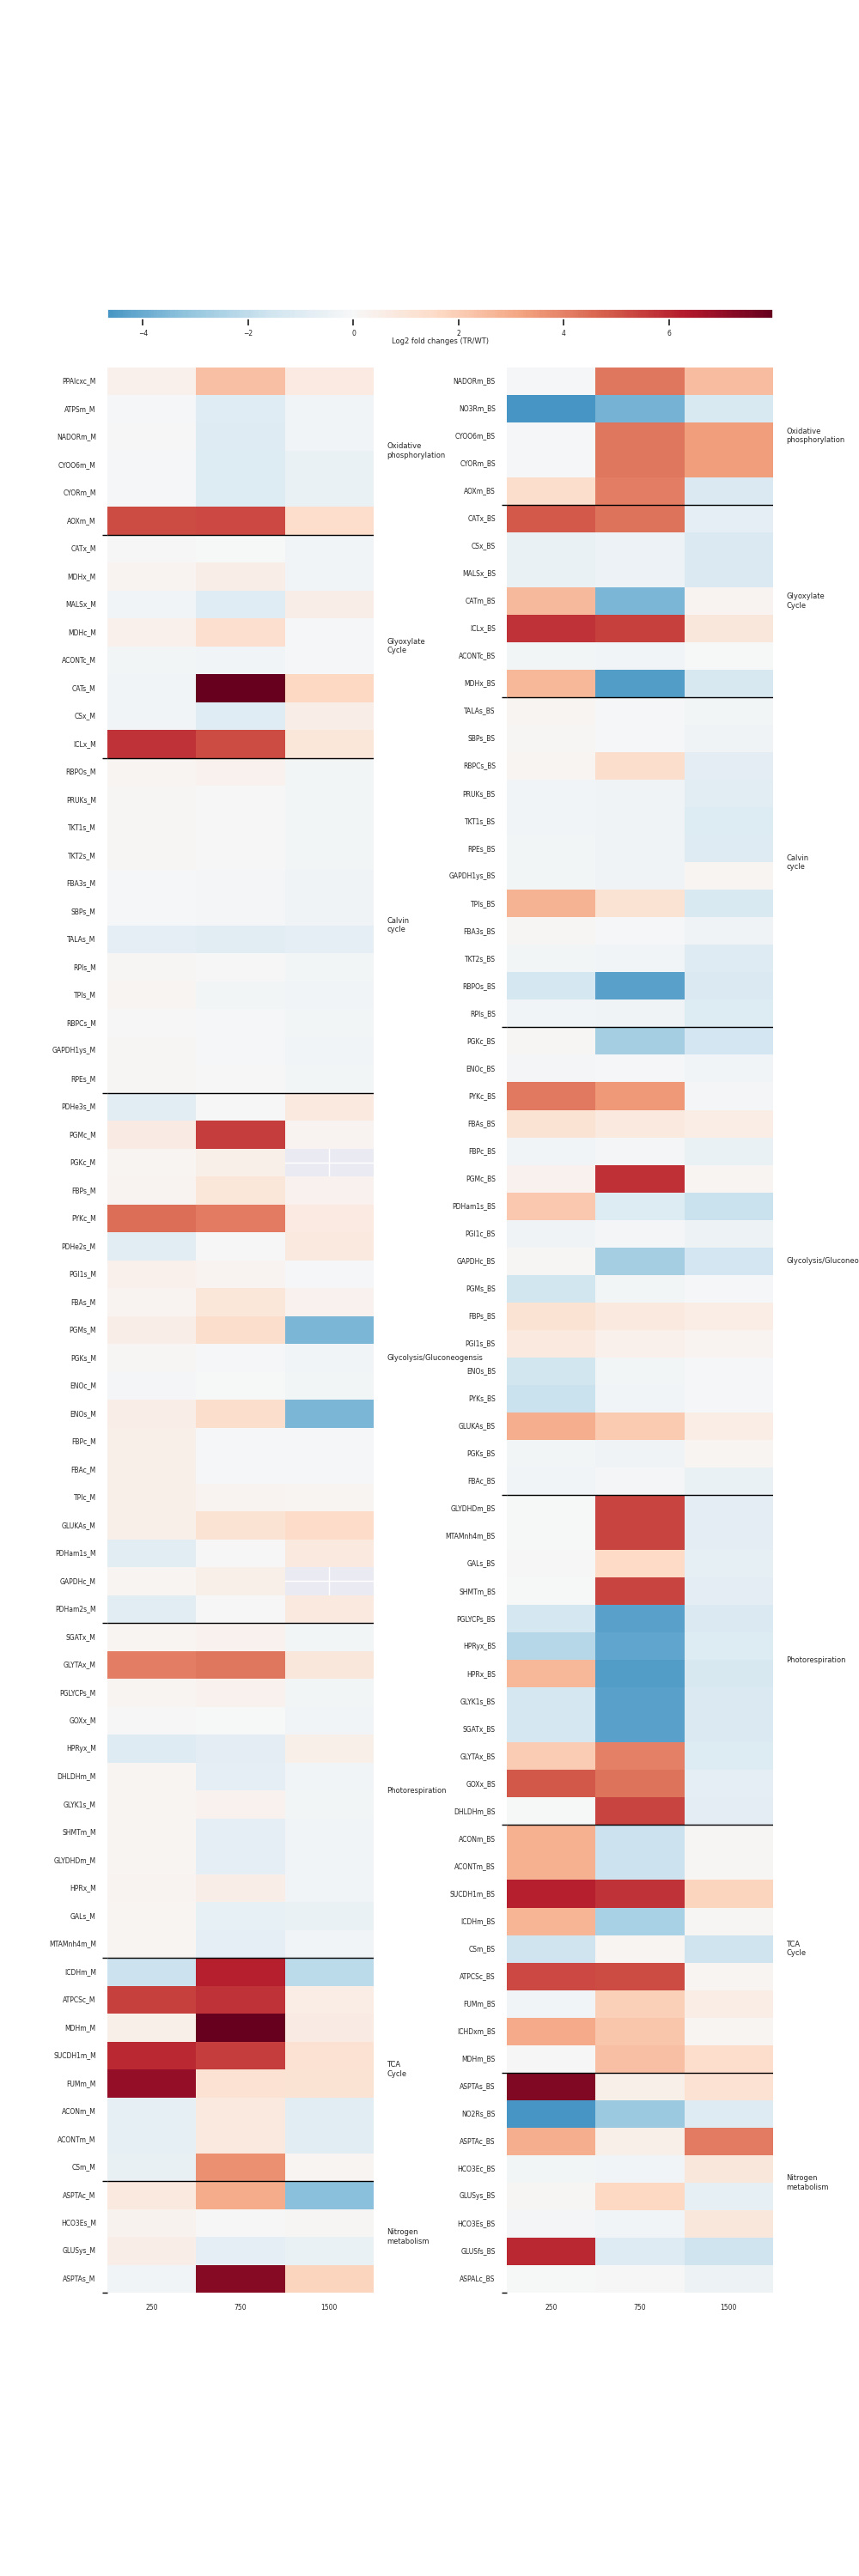 −4 −2 0 2 4 6
Log2 fold changes (TR/WT)
PPAIcxc_M
ATPSm_M
NADORm_M
CYOO6m_M
CYORm_M
AOXm_M
Oxidative
phosphorylation
CATx_M
MDHx_M
MALSx_M
MDHc_M
ACONTc_M
CATs_M
CSx_M
ICLx_M
Glyoxylate
Cycle
RBPOs_M
PRUKs_M
TKT1s_M
TKT2s_M
FBA3s_M
SBPs_M
TALAs_M
RPIs_M
TPIs_M
RBPCs_M
GAPDH1ys_M
RPEs_M
Calvin
cycle
PDHe3s_M
PGMc_M
PGKc_M
FBPs_M
PYKc_M
PDHe2s_M
PGI1s_M
FBAs_M
PGMs_M
PGKs_M
ENOc_M
ENOs_M
FBPc_M
FBAc_M
TPIc_M
GLUKAs_M
PDHam1s_M
GAPDHc_M
PDHam2s_M
Glycolysis/Gluconeogensis
SGATx_M
GLYTAx_M
PGLYCPs_M
GOXx_M
HPRyx_M
DHLDHm_M
GLYK1s_M
SHMTm_M
GLYDHDm_M
HPRx_M
GALs_M
MTAMnh4m_M
Photorespiration
ICDHm_M
ATPCSc_M
MDHm_M
SUCDH1m_M
FUMm_M
ACONm_M
ACONTm_M
CSm_M
TCA
Cycle
ASPTAc_M
HCO3Es_M
GLUSys_M
ASPTAs_M
Nitrogen
metabolism
250 750 1500
NADORm_BS
NO3Rm_BS
CYOO6m_BS
CYORm_BS
AOXm_BS
Oxidative
phosphorylation
CATx_BS
CSx_BS
MALSx_BS
CATm_BS
ICLx_BS
ACONTc_BS
MDHx_BS
Glyoxylate
Cycle
TALAs_BS
SBPs_BS
RBPCs_BS
PRUKs_BS
TKT1s_BS
RPEs_BS
GAPDH1ys_BS
TPIs_BS
FBA3s_BS
TKT2s_BS
RBPOs_BS
RPIs_BS
Calvin
cycle
PGKc_BS
ENOc_BS
PYKc_BS
FBAs_BS
FBPc_BS
PGMc_BS
PDHam1s_BS
PGI1c_BS
GAPDHc_BS
PGMs_BS
FBPs_BS
PGI1s_BS
ENOs_BS
PYKs_BS
GLUKAs_BS
PGKs_BS
FBAc_BS
Glycolysis/Gluconeo
GLYDHDm_BS
MTAMnh4m_BS
GALs_BS
SHMTm_BS
PGLYCPs_BS
HPRyx_BS
HPRx_BS
GLYK1s_BS
SGATx_BS
GLYTAx_BS
GOXx_BS
DHLDHm_BS
Photorespiration
ACONm_BS
ACONTm_BS
SUCDH1m_BS
ICDHm_BS
CSm_BS
ATPCSc_BS
FUMm_BS
ICHDxm_BS
MDHm_BS
TCA
Cycle
ASPTAs_BS
NO2Rs_BS
ASPTAc_BS
HCO3Ec_BS
GLUSys_BS
HCO3Es_BS
GLUSfs_BS
ASPALc_BS
Nitrogen
metabolism
250 750 1500